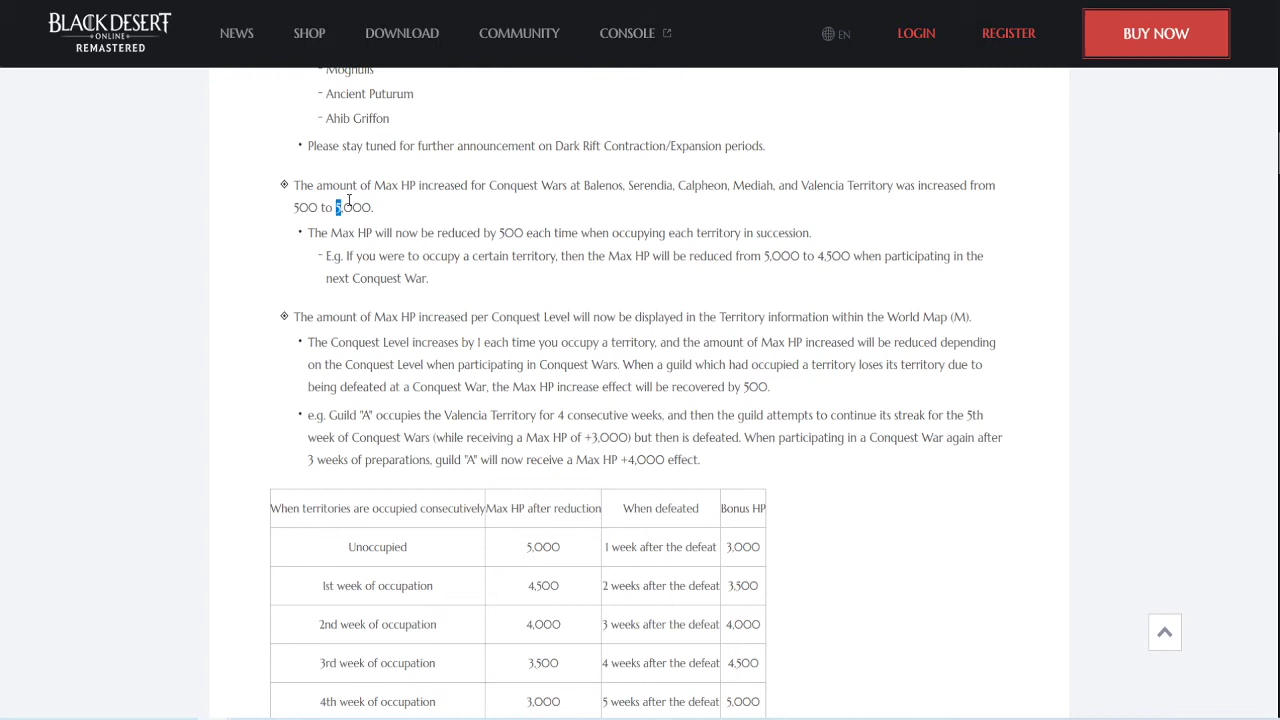 BLACK DESERT
ONLINE
REMASTERED
NEWS
SHOP
DOWNLOAD
COMMUNITY
CONSOLE
EN
LOGIN
REGISTER
BUY NOW
- Moghulis
- Ancient Puturum
- Ahib Griffon
• Please stay tuned for further announcement on Dark Rift Contraction/Expansion periods.
The amount of Max HP increased for Conquest Wars at Balenos, Serendia, Calpheon, Mediah, and Valencia Territory was increased from
500 to 5,000.
• The Max HP will now be reduced by 500 each time when occupying each territory in succession.
- E.g. If you were to occupy a certain territory, then the Max HP will be reduced from 5,000 to 4,500 when participating in the
next Conquest War.
The amount of Max HP increased per Conquest Level will now be displayed in the Territory information within the World Map (M).
• The Conquest Level increases by 1 each time you occupy a territory, and the amount of Max HP increased will be reduced depending
on the Conquest Level when participating in Conquest Wars. When a guild which had occupied a territory loses its territory due to
being defeated at a Conquest War, the Max HP increase effect will be recovered by 500.
• e.g. Guild "A" occupies the Valencia Territory for 4 consecutive weeks, and then the guild attempts to continue its streak for the 5th
week of Conquest Wars (while receiving a Max HP of +3,000) but then is defeated. When participating in a Conquest War again after
3 weeks of preparations, guild "A" will now receive a Max HP +4,000 effect.
When territories are occupied consecutively Max HP after reduction When defeated Bonus HP
Unoccupied 5,000 1 week after the defeat 3,000
1st week of occupation 4,500 2 weeks after the defeat 3,500
2nd week of occupation 4,000 3 weeks after the defeat 4,000
3rd week of occupation 3,500 4 weeks after the defeat 4,500
4th week of occupation 3,000 5 weeks after the defeat 5,000